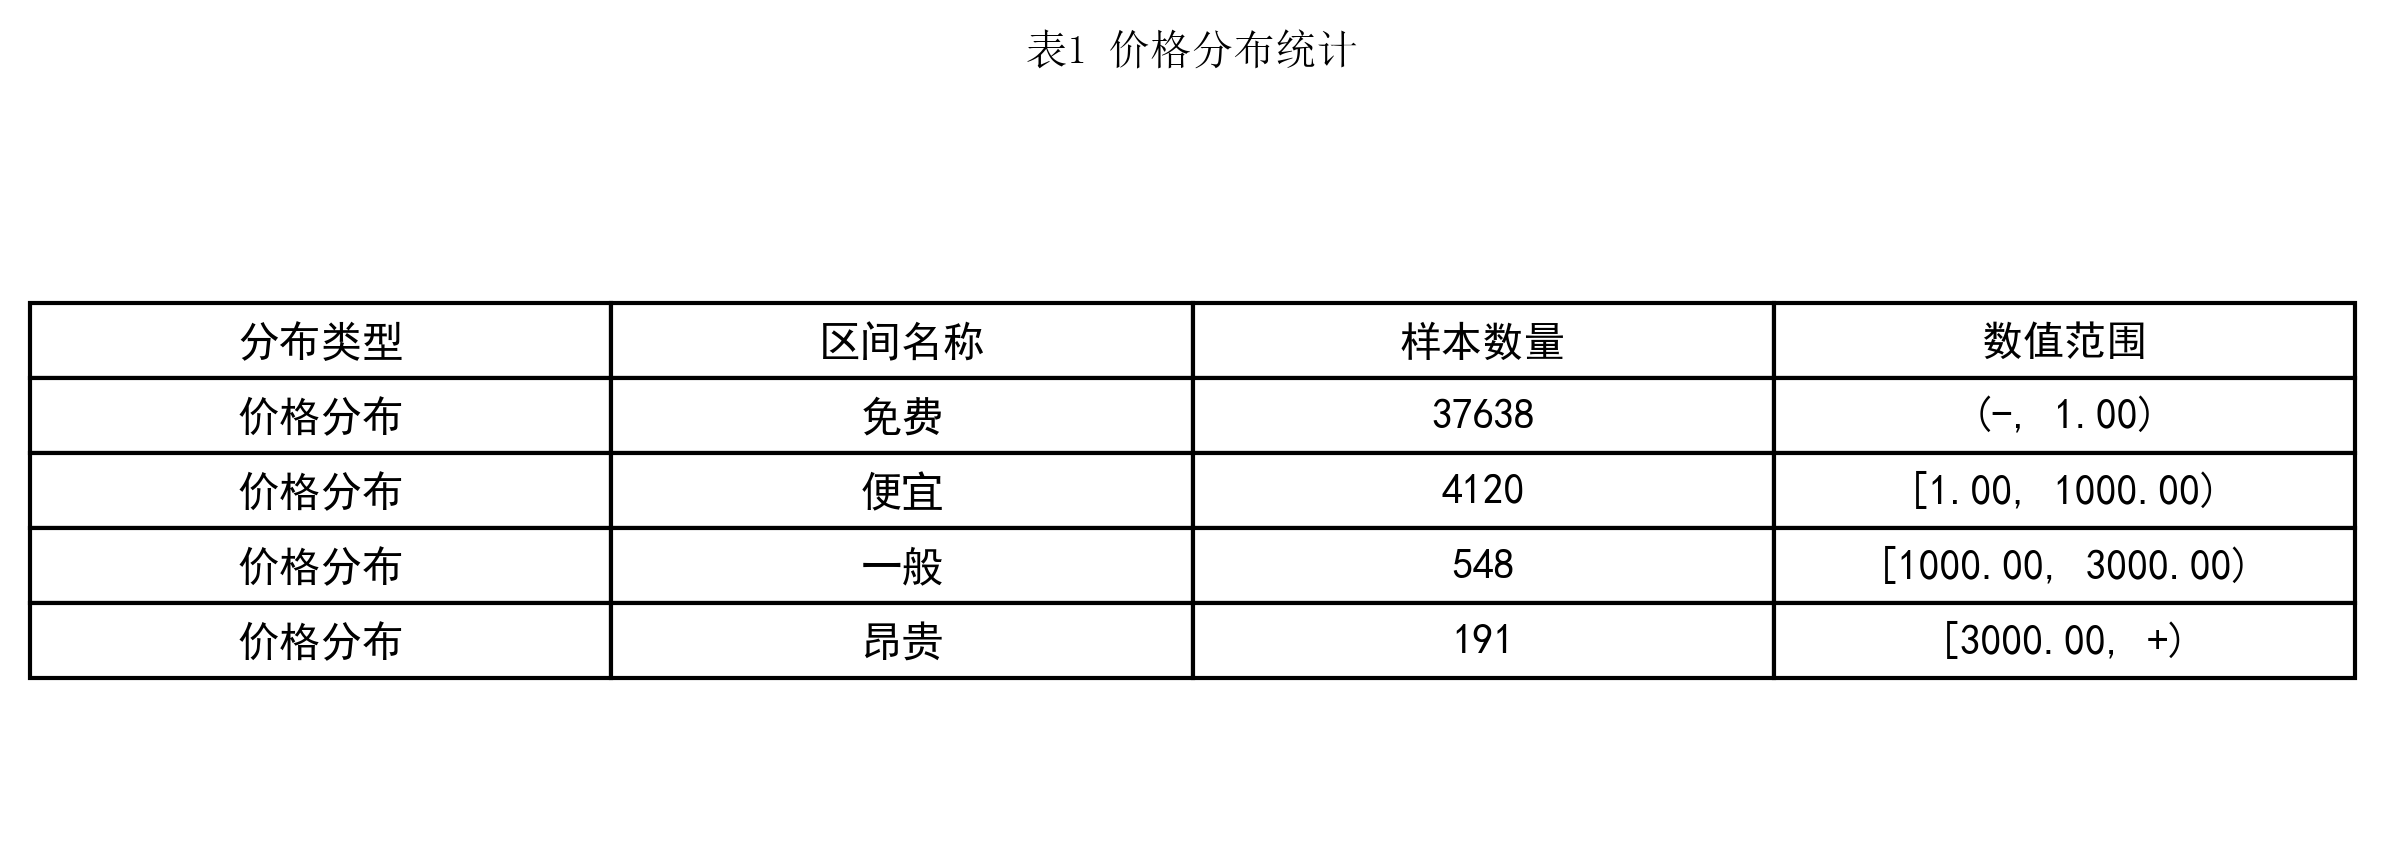 表1 价格分布统计
分布类型 区间名称 样本数量 数值范围
价格分布 免费 37638 (-, 1.00)
价格分布 便宜 4120 [1.00, 1000.00)
价格分布 一般 548 [1000.00, 3000.00)
价格分布 昂贵 191 [3000.00, +)